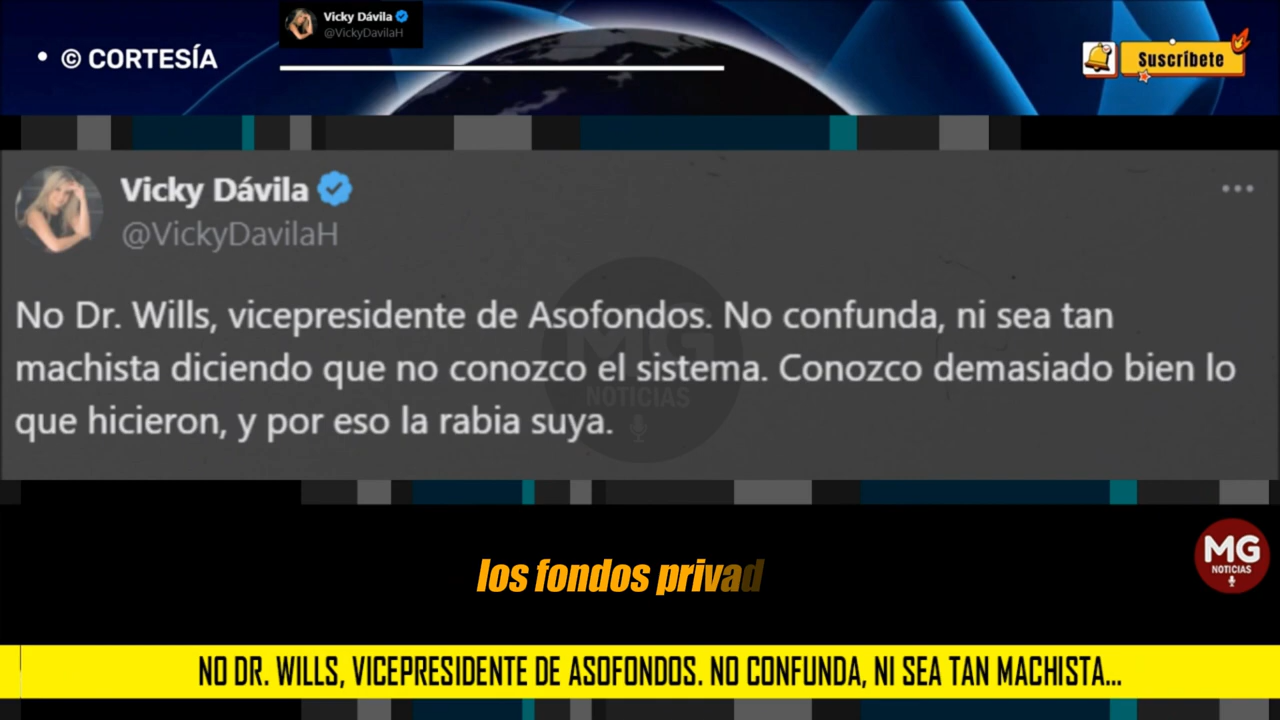 Vicky Dávila
@VickyDavilaH
• © CORTESÍA
Suscríbete
Vicky Dávila
@VickyDavilaH
No Dr. Wills, vicepresidente de Asofondos. No confunda, ni sea tan
machista diciendo que no conozco el sistema. Conozco demasiado bien lo
que hicieron, y por eso la rabia suya.
MG
NOTICIAS
los fondos privad
MG
NOTICIAS
NO DR. WILLS, VICEPRESIDENTE DE ASOFONDOS. NO CONFUNDA, NI SEA TAN MACHISTA...